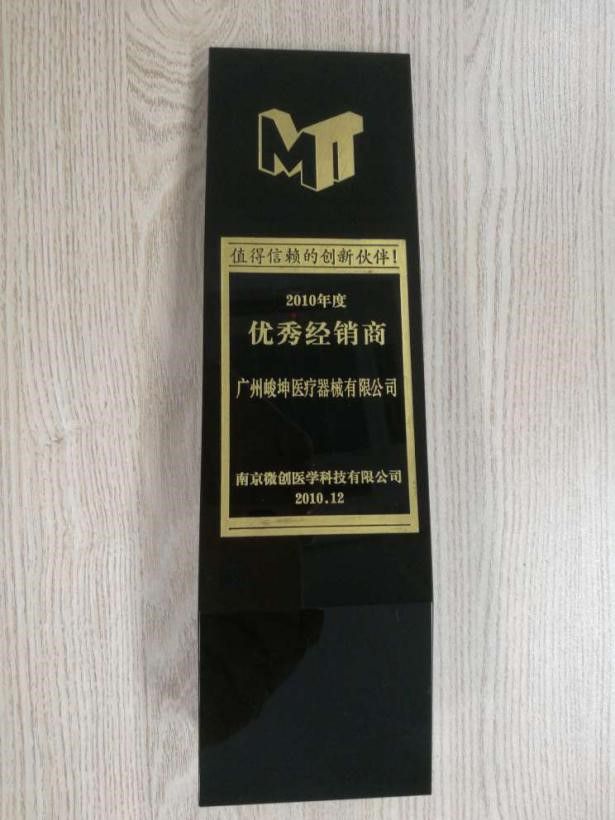 MTT
值得信赖的创新伙伴!
2010年度
优秀经销商
广州峻坤医疗器械有限公司
南京微创医学科技有限公司
2010.12